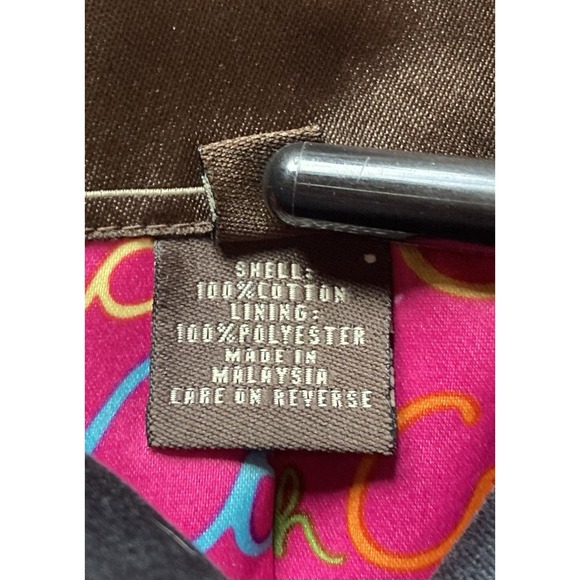 SHELL:
100%COTTON
LINING:
100%POLYESTER
MADE IN
MALAYSIA
CARE ON REVERSE